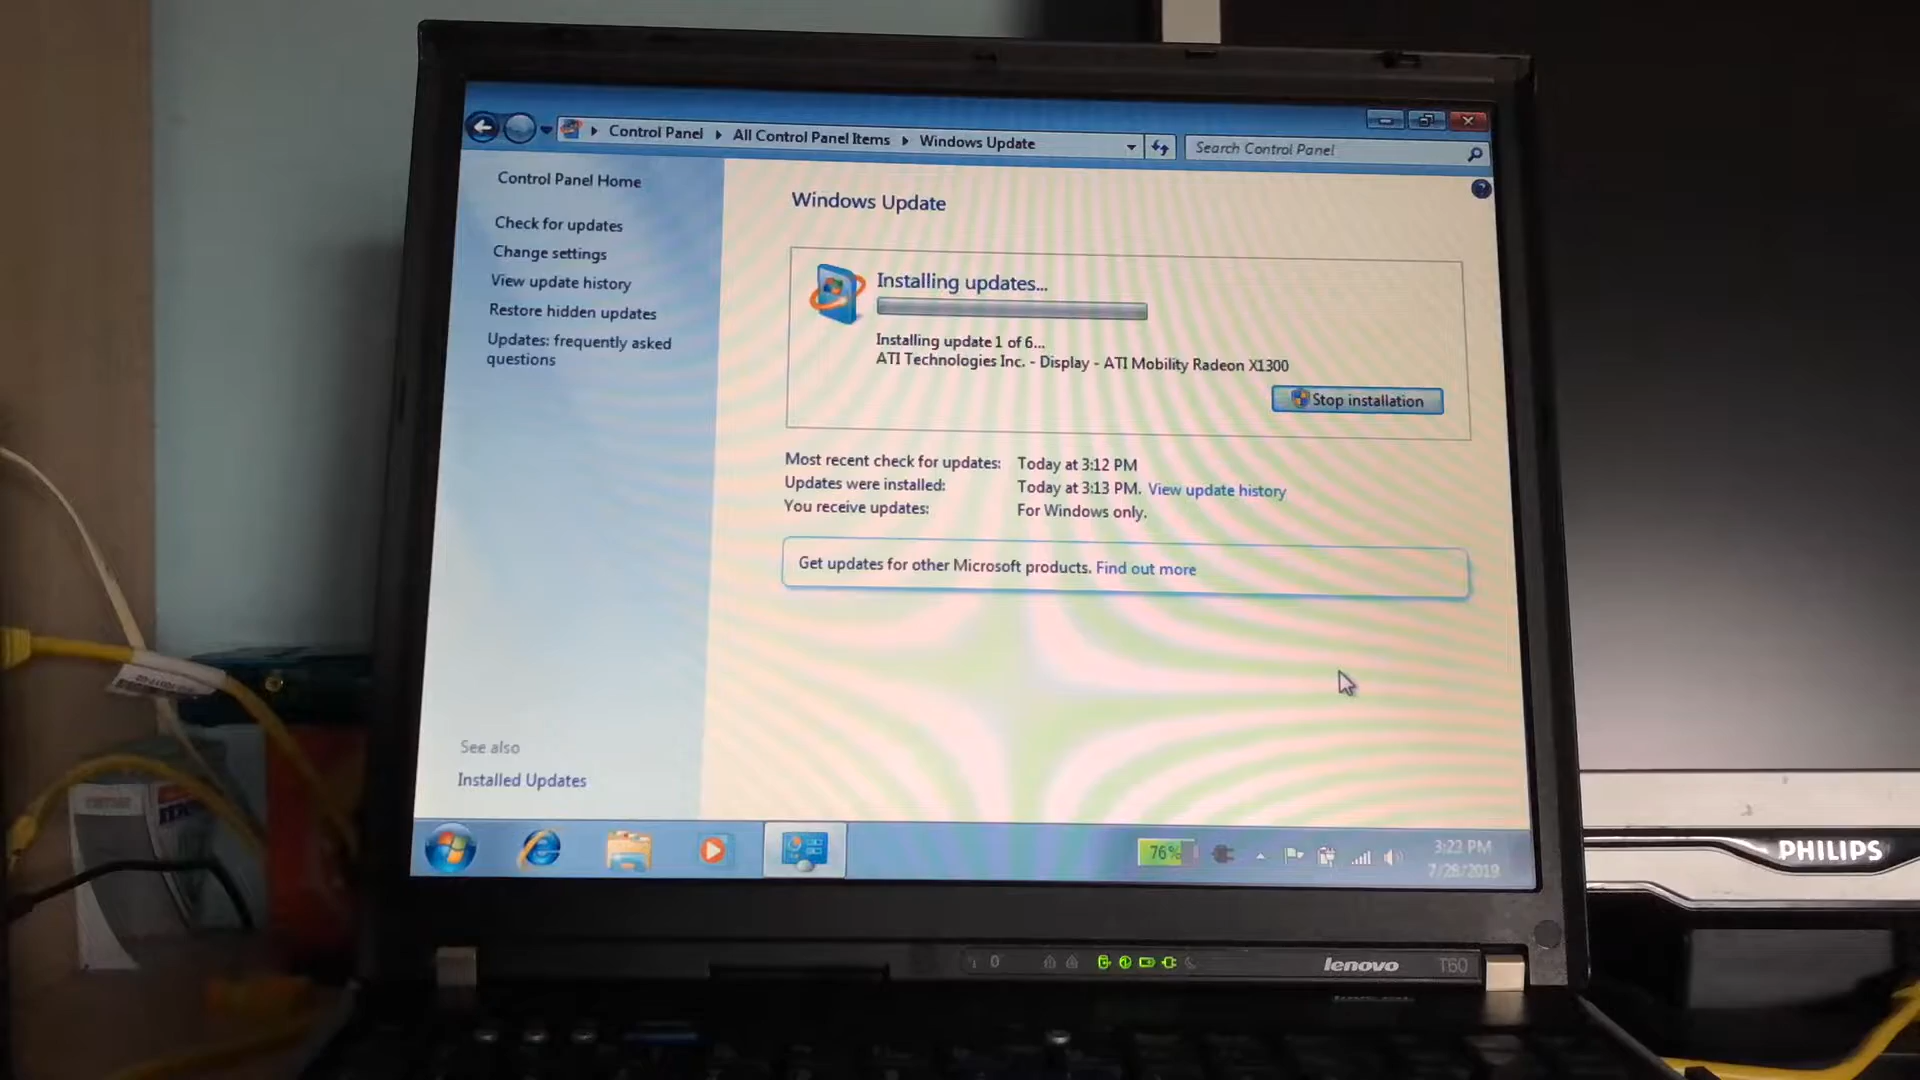 Control Panel
All Control Panel Items
Windows Update
Search Control Panel
Control Panel Home
Check for updates
Change settings
View update history
Restore hidden updates
Updates: frequently asked
questions
See also
Installed Updates
Windows Update
Installing updates...
Installing update 1 of 6...
ATI Technologies Inc. - Display - ATI Mobility Radeon X1300
Stop installation
Most recent check for updates: Today at 3:12 PM
Updates were installed: Today at 3:13 PM. View update history
You receive updates: For Windows only.
Get updates for other Microsoft products. Find out more
76%
3:22 PM
7/28/2019
lenovo T60
PHILIPS